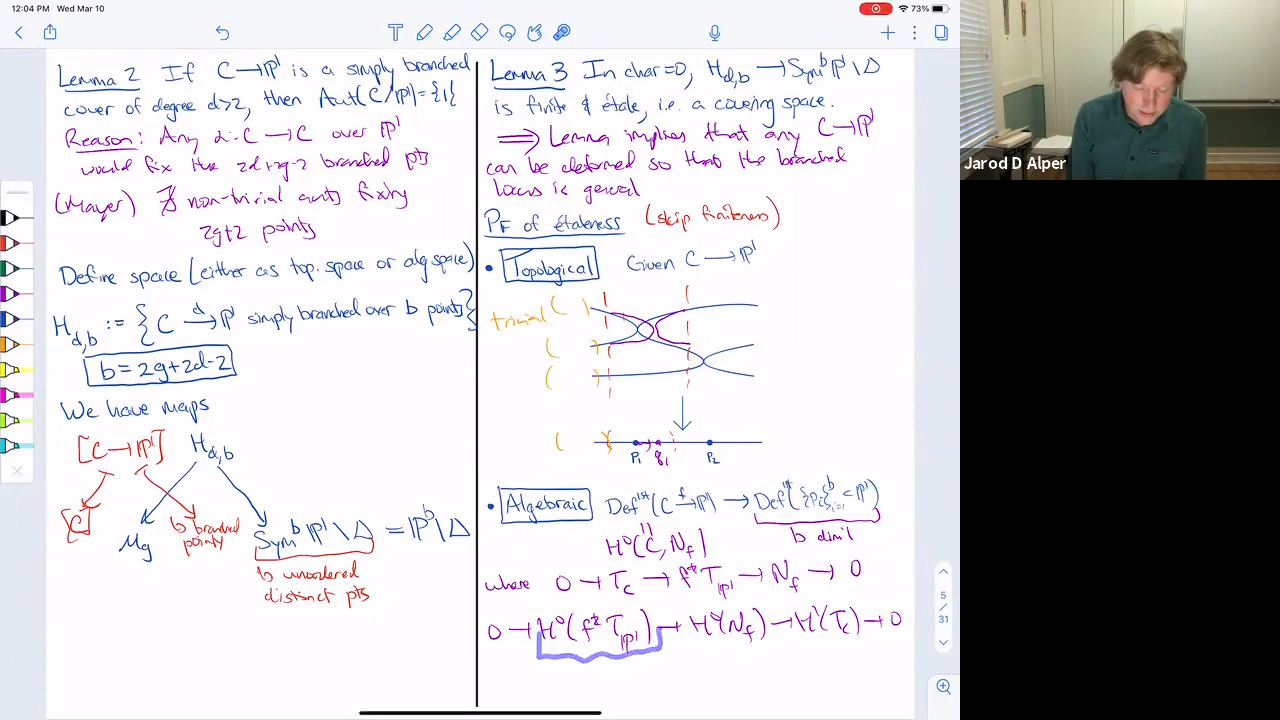 12:04 PM Wed Mar 10
73%
Lemma 2 If C → P¹ is a simply branched
cover of degree d>2, then Aut(C/P¹)={1}
Reason: Any α: C → C over P¹
would fix the 2d+2g-2 branched pts
(Mayer) ∄ non-trivial auts fixing
2g+2 points
Define space (either as top. space or alg space)
H_{d,b} := { C →^d P¹ simply branched over b points }
b = 2g+2d-2
We have maps
[C → P¹] H_{d,b}
[C] b branched points M_g Sym^b P¹ \ Δ = P^b \ Δ
b unordered
distinct pts
Lemma 3 In char=0, H_{d,b} → Sym^b P¹ \ Δ
is finite & étale, i.e. a covering space.
⟹ Lemma implies that any C → P¹
can be deformed so that the branched
locus is general
Pf of étaleness (skip finiteness)
• Topological Given C → P¹
trivial
P₁ q₁ P₂
• Algebraic Def^{1st}(C →^f P¹) → Def^{1st}({p_i}_{i=1}^b ⊂ P¹)
b dim'l
H⁰(C, N_f)
where 0 → T_C → f* T_{P¹} → N_f → 0
0 → H⁰(f* T_{P¹}) → H⁰(N_f) → H¹(T_C) → 0
5
/
31
Jarod D Alper